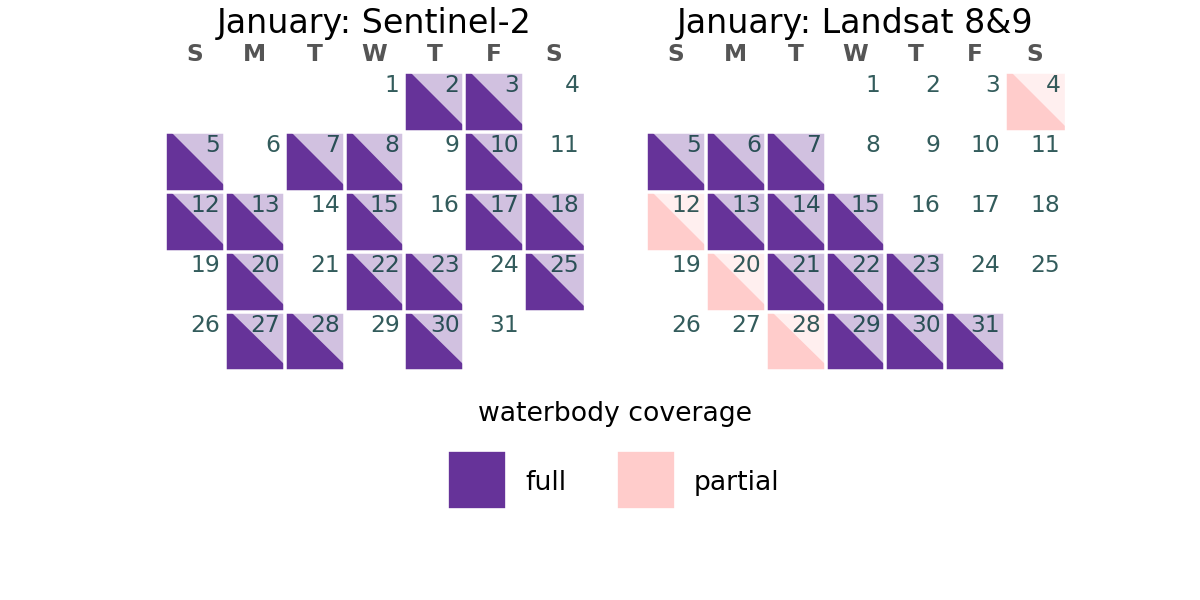 January: Sentinel-2
S M T W T F S
1 2 3 4
5 6 7 8 9 10 11
12 13 14 15 16 17 18
19 20 21 22 23 24 25
26 27 28 29 30 31
January: Landsat 8&9
S M T W T F S
1 2 3 4
5 6 7 8 9 10 11
12 13 14 15 16 17 18
19 20 21 22 23 24 25
26 27 28 29 30 31
waterbody coverage
full partial